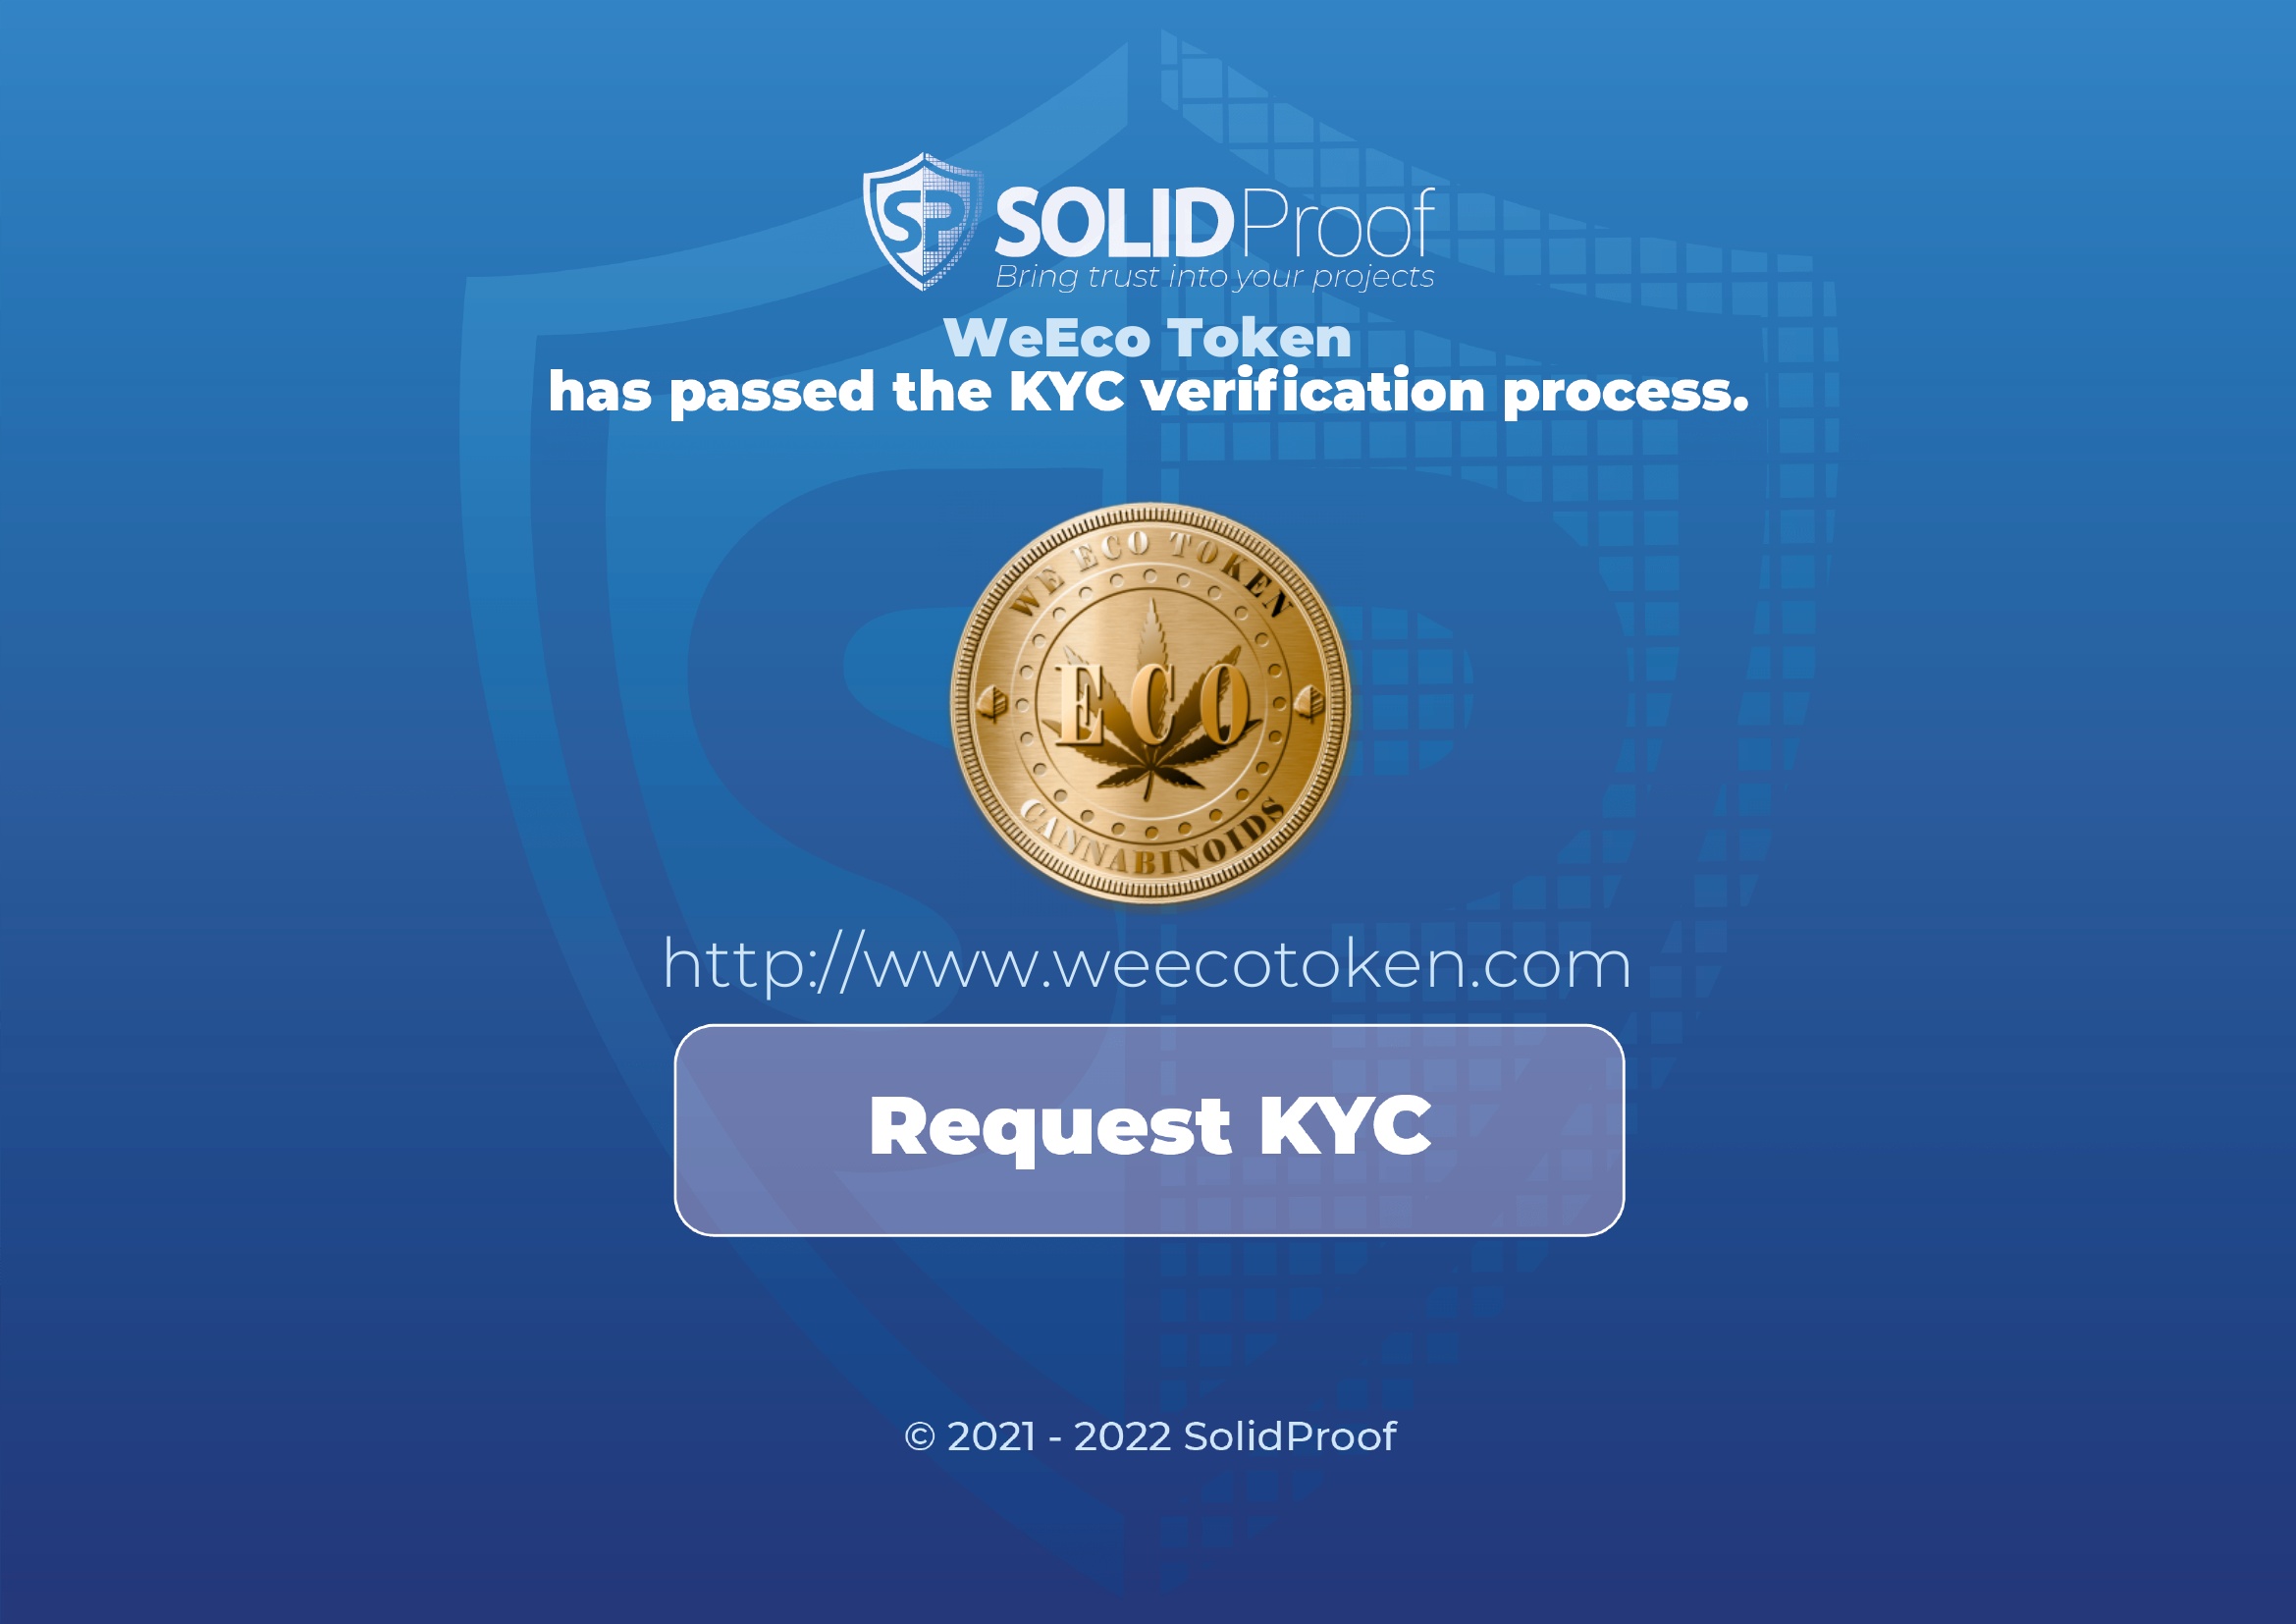 SP SOLIDProof
Bring trust into your projects
WeEco Token
has passed the KYC verification process.
WE ECO TOKEN
ECO
CANNABINOIDS
http://www.weecotoken.com
Request KYC
© 2021 - 2022 SolidProof